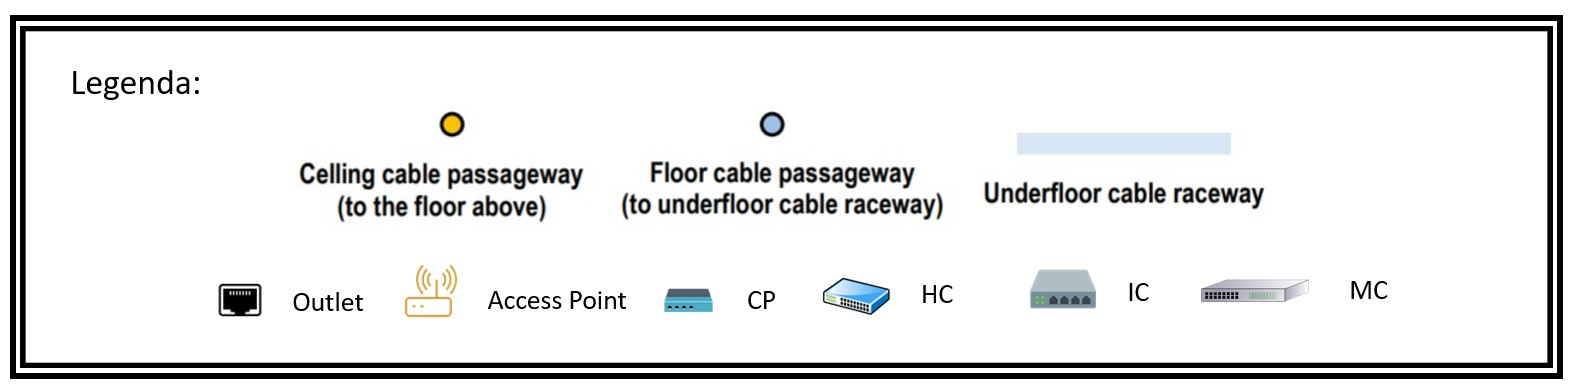 Legenda:
Celling cable passageway
(to the floor above)
Floor cable passageway
(to underfloor cable raceway)
Underfloor cable raceway
Outlet
Access Point
CP
HC
IC
MC